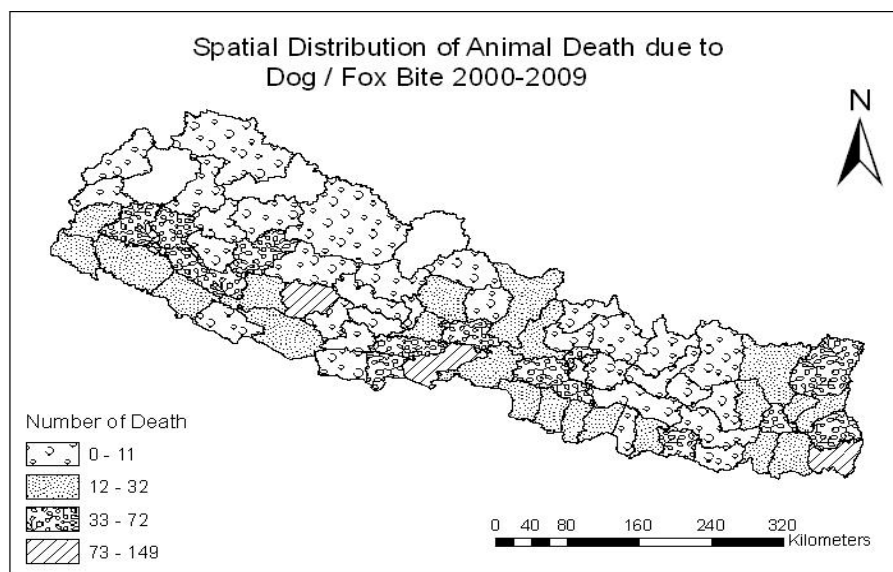 Spatial Distribution of Animal Death due to
Dog / Fox Bite 2000-2009
N
Number of Death
0 - 11
12 - 32
33 - 72
73 - 149
0 20 40 80 160 240 320
Kilometers